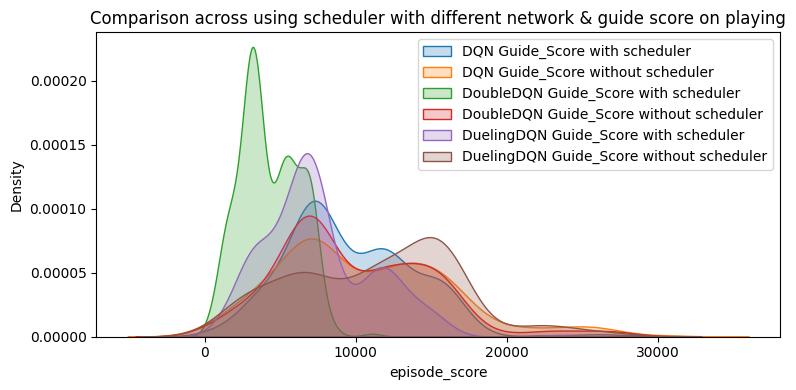 Comparison across using scheduler with different network & guide score on playing
DQN Guide_Score with scheduler
DQN Guide_Score without scheduler
DoubleDQN Guide_Score with scheduler
DoubleDQN Guide_Score without scheduler
DuelingDQN Guide_Score with scheduler
DuelingDQN Guide_Score without scheduler
Density
0.00020
0.00015
0.00010
0.00005
0.00000
0 10000 20000 30000
episode_score